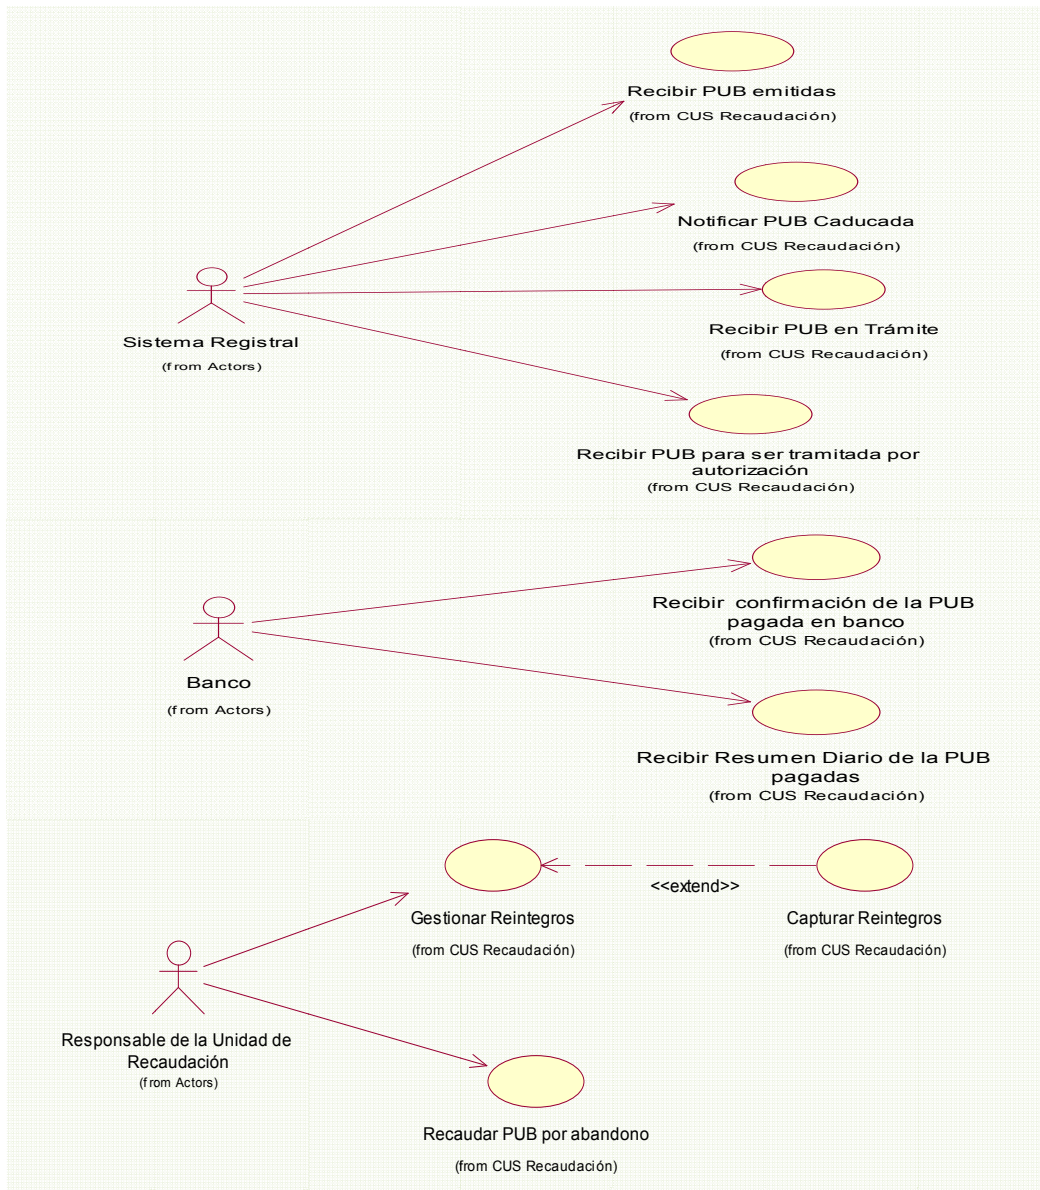 Recibir PUB emitidas
(from CUS Recaudación)
Notificar PUB Caducada
(from CUS Recaudación)
Recibir PUB en Trámite
(from CUS Recaudación)
Sistema Registral
(from Actors)
Recibir PUB para ser tramitada por
autorización
(from CUS Recaudación)
Recibir confirmación de la PUB
pagada en banco
(from CUS Recaudación)
Banco
(from Actors)
Recibir Resumen Diario de la PUB
pagadas
(from CUS Recaudación)
<<extend>>
Gestionar Reintegros
(from CUS Recaudación)
Capturar Reintegros
(from CUS Recaudación)
Responsable de la Unidad de
Recaudación
(from Actors)
Recaudar PUB por abandono
(from CUS Recaudación)